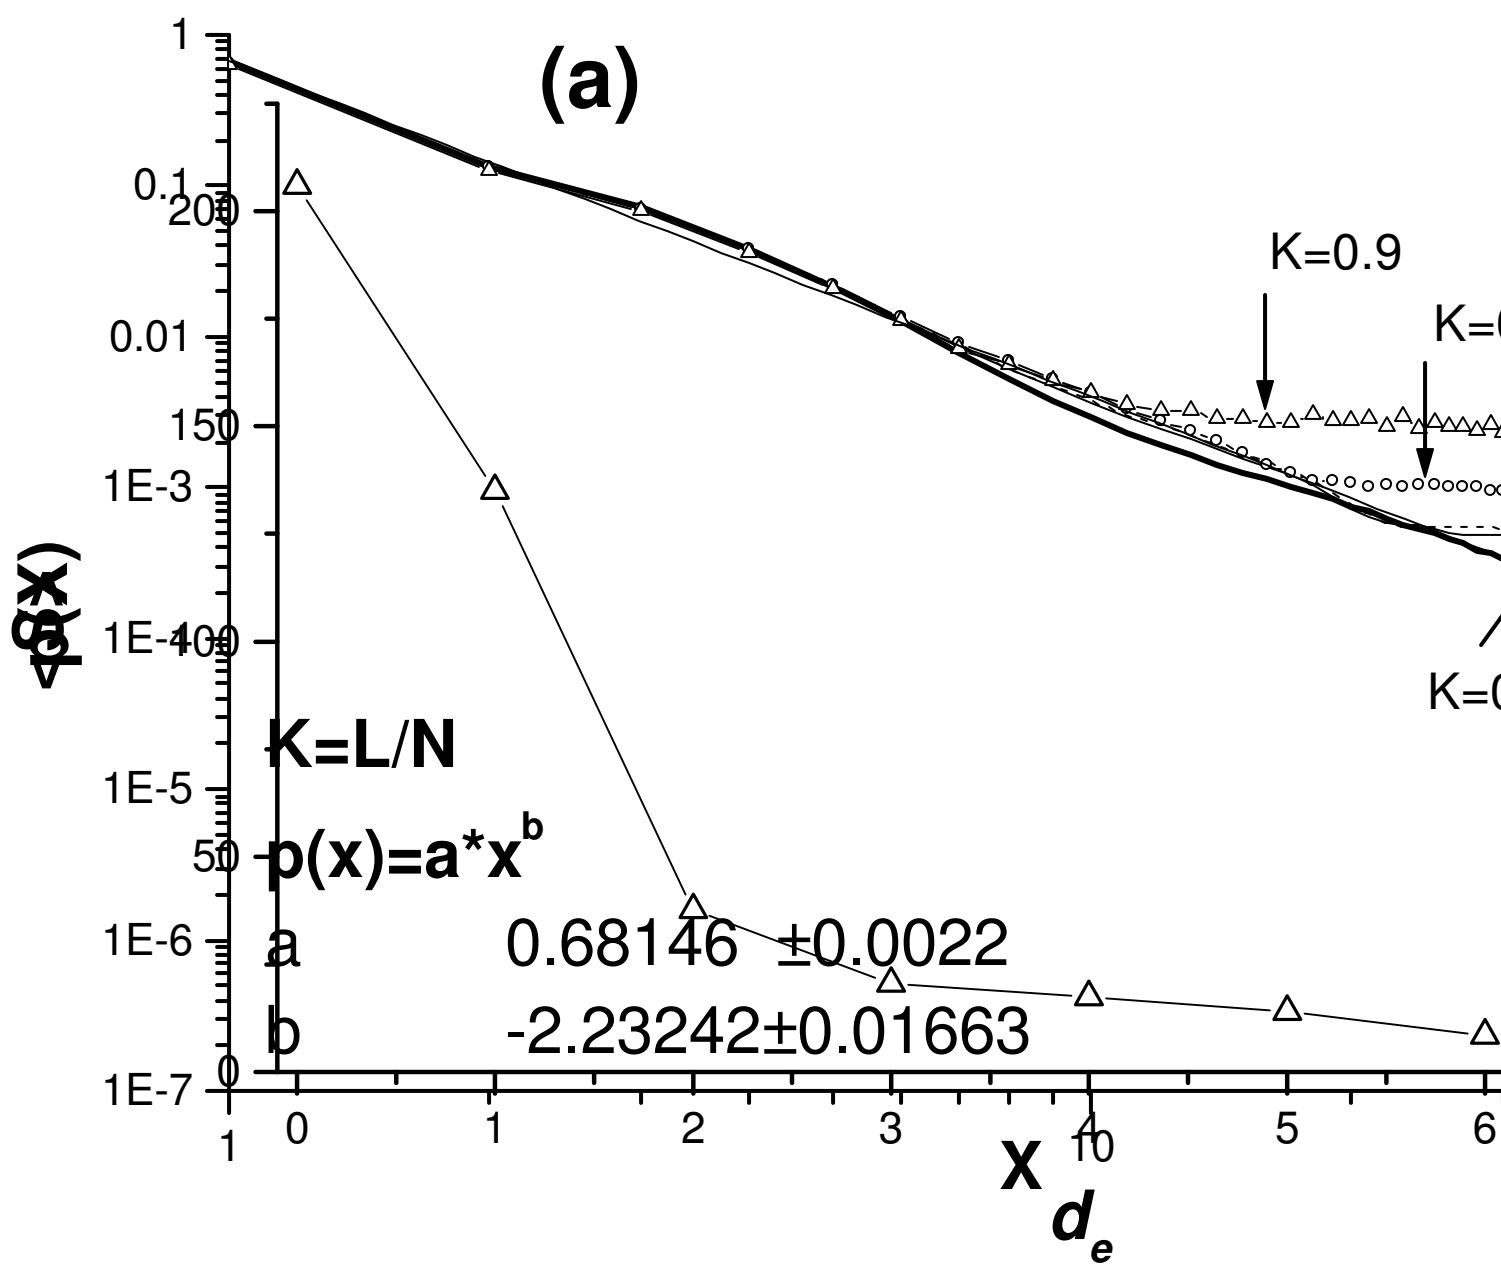 (a)
1
0.1
0.01
1E-3
1E-4
1E-5
1E-6
1E-7
200
150
100
50
0
K=0.9
p(x)
K=L/N
p(x)=a*x^b
a 0.68146 ±0.0022
b -2.23242±0.01663
0 1 2 3 4 5 6
1 10
X
d_e